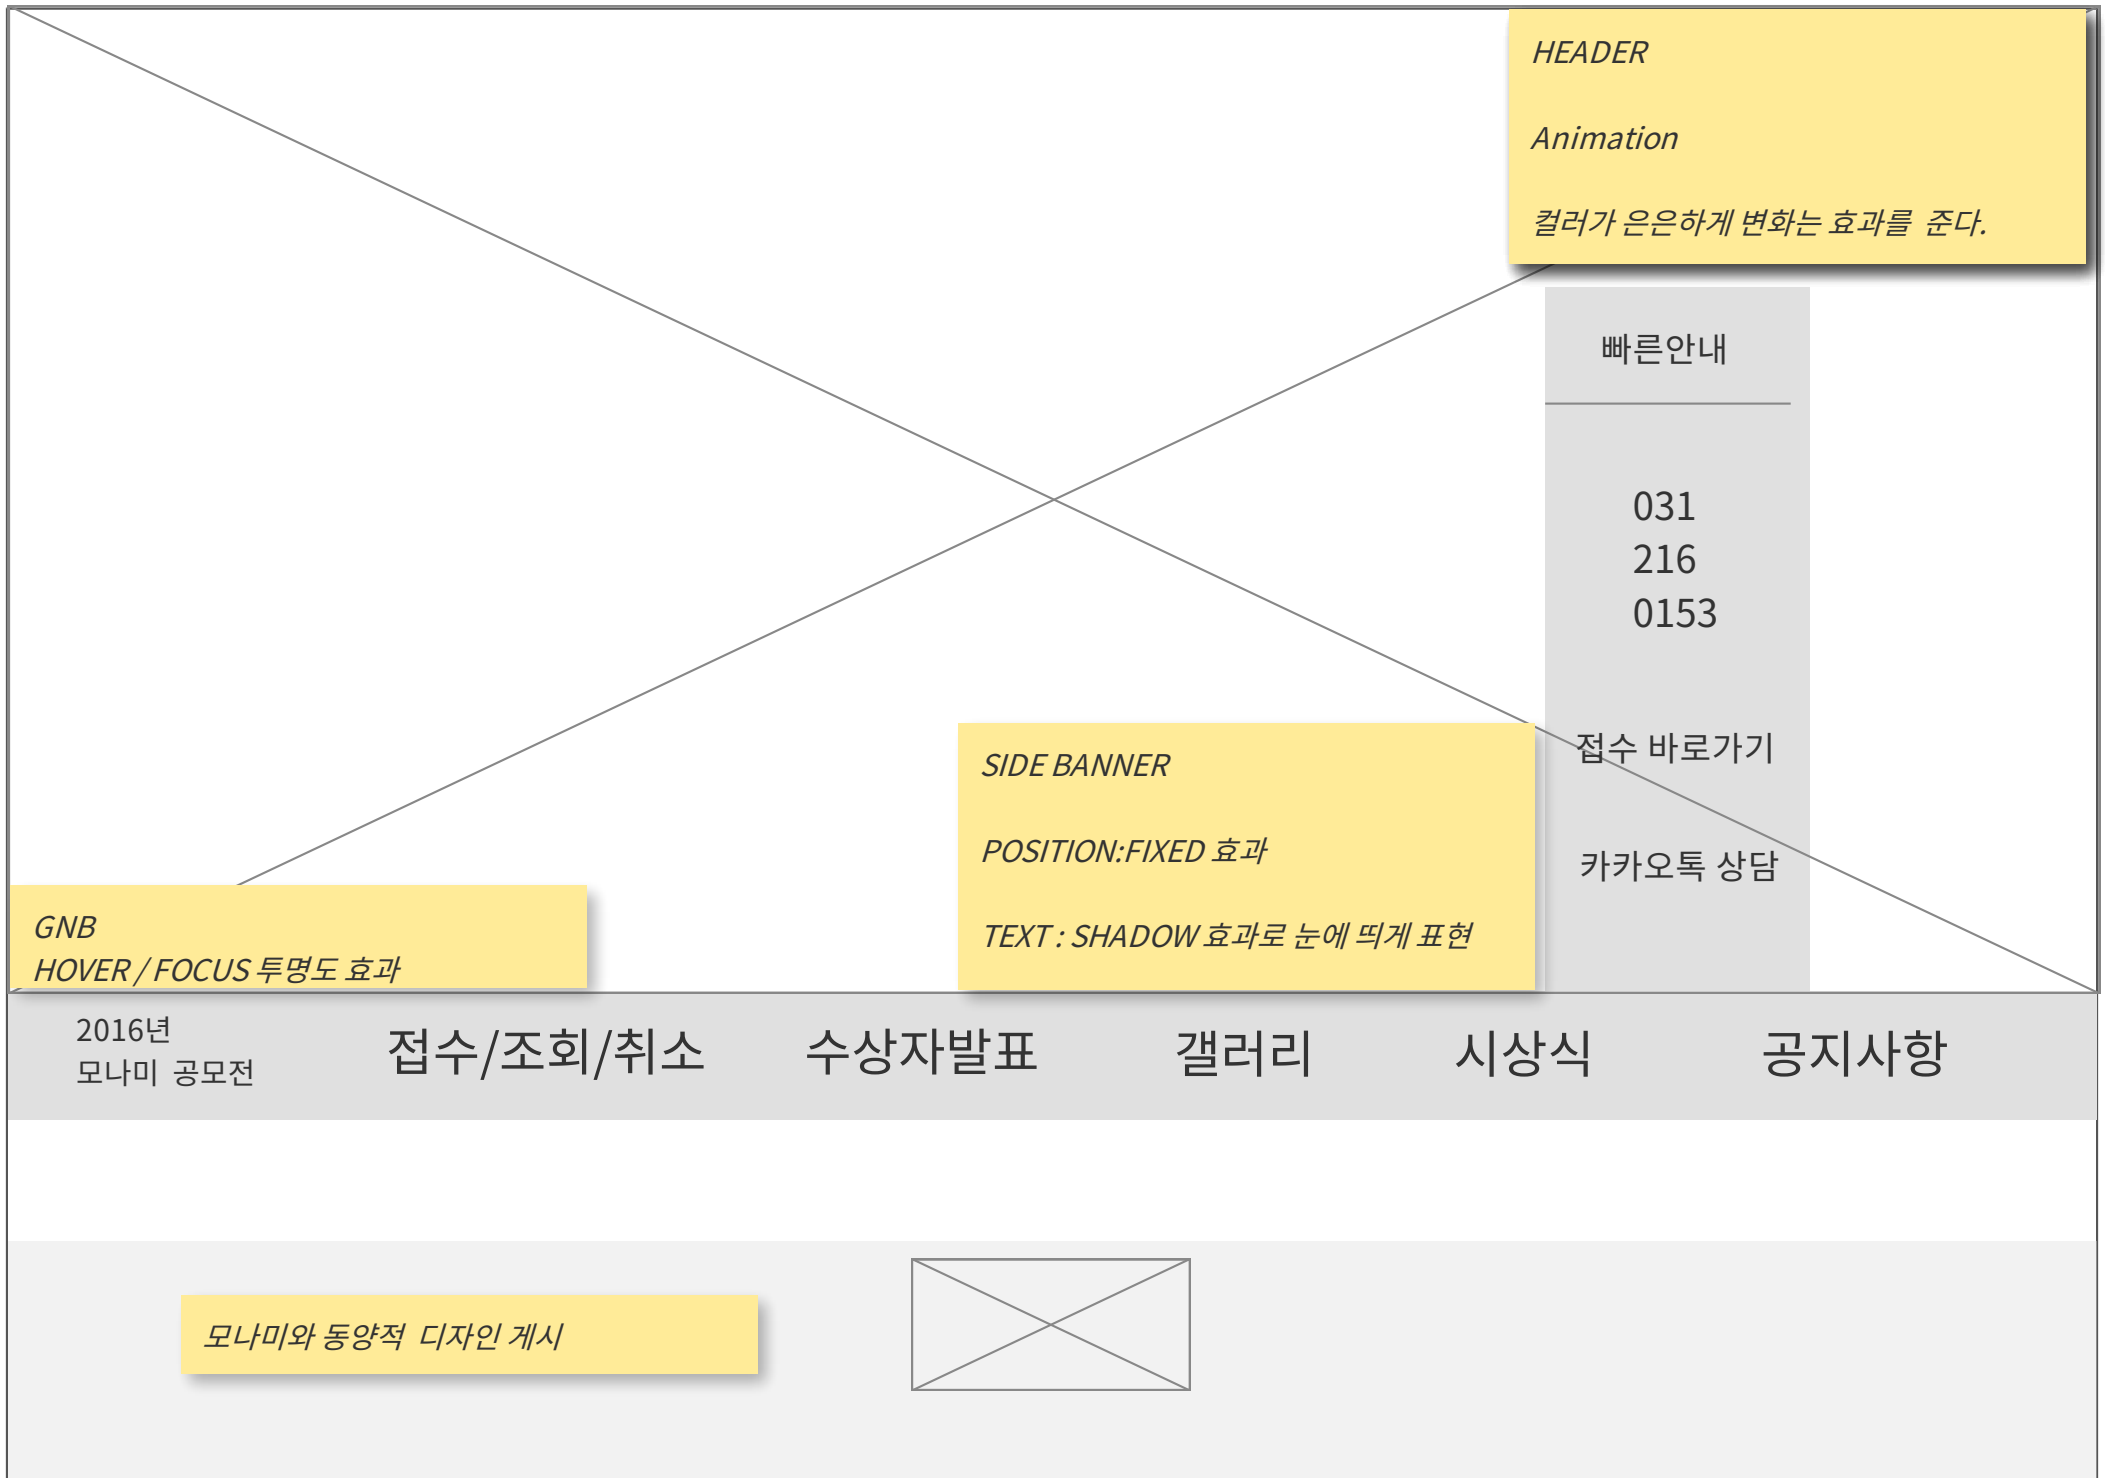 HEADER
Animation
컬러가 은은하게 변화는 효과를 준다.
빠른안내
031
216
0153
접수 바로가기
카카오톡 상담
SIDE BANNER
POSITION:FIXED 효과
TEXT : SHADOW 효과로 눈에 띄게 표현
GNB
HOVER / FOCUS 투명도 효과
2016년
모나미 공모전
접수/조회/취소
수상자발표
갤러리
시상식
공지사항
모나미와 동양적 디자인 게시